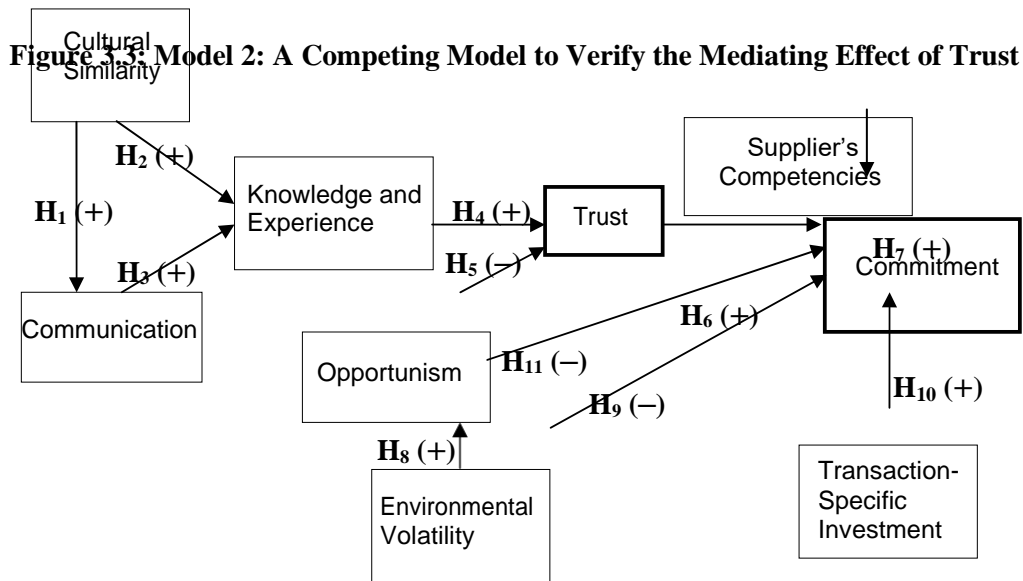 Cultural
Similarity
Figure 3.3: Model 2: A Competing Model to Verify the Mediating Effect of Trust
Supplier's
Competencies
H₂ (+)
Knowledge and
Experience
H₁ (+)
H₄ (+)
Trust
H₃ (+)
H₅ (−)
H₇ (+)
Commitment
Communication
H₆ (+)
Opportunism
H₁₁ (−)
H₉ (−)
H₁₀ (+)
H₈ (+)
Environmental
Volatility
Transaction-
Specific
Investment